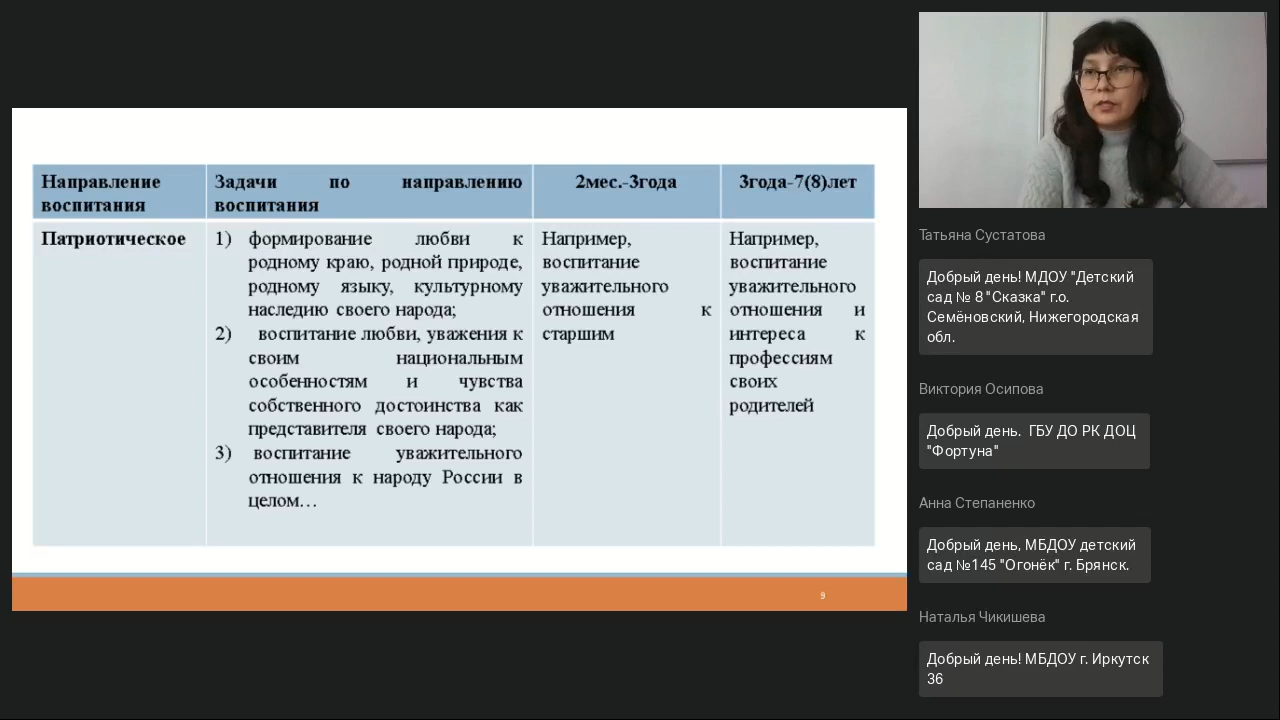 Направление
воспитания
Задачи по направлению
воспитания
2мес.-3года
3года-7(8)лет
Патриотическое
1) формирование любви к
родному краю, родной природе,
родному языку, культурному
наследию своего народа;
2) воспитание любви, уважения к
своим национальным
особенностям и чувства
собственного достоинства как
представителя своего народа;
3) воспитание уважительного
отношения к народу России в
целом…
Например,
воспитание
уважительного
отношения к
старшим
Например,
воспитание
уважительного
отношения и
интереса к
профессиям
своих
родителей
9
Татьяна Сустатова
Добрый день! МДОУ "Детский
сад № 8 "Сказка" г.о.
Семёновский, Нижегородская
обл.
Виктория Осипова
Добрый день. ГБУ ДО РК ДОЦ
"Фортуна"
Анна Степаненко
Добрый день, МБДОУ детский
сад №145 "Огонёк" г. Брянск.
Наталья Чикишева
Добрый день! МБДОУ г. Иркутск
36